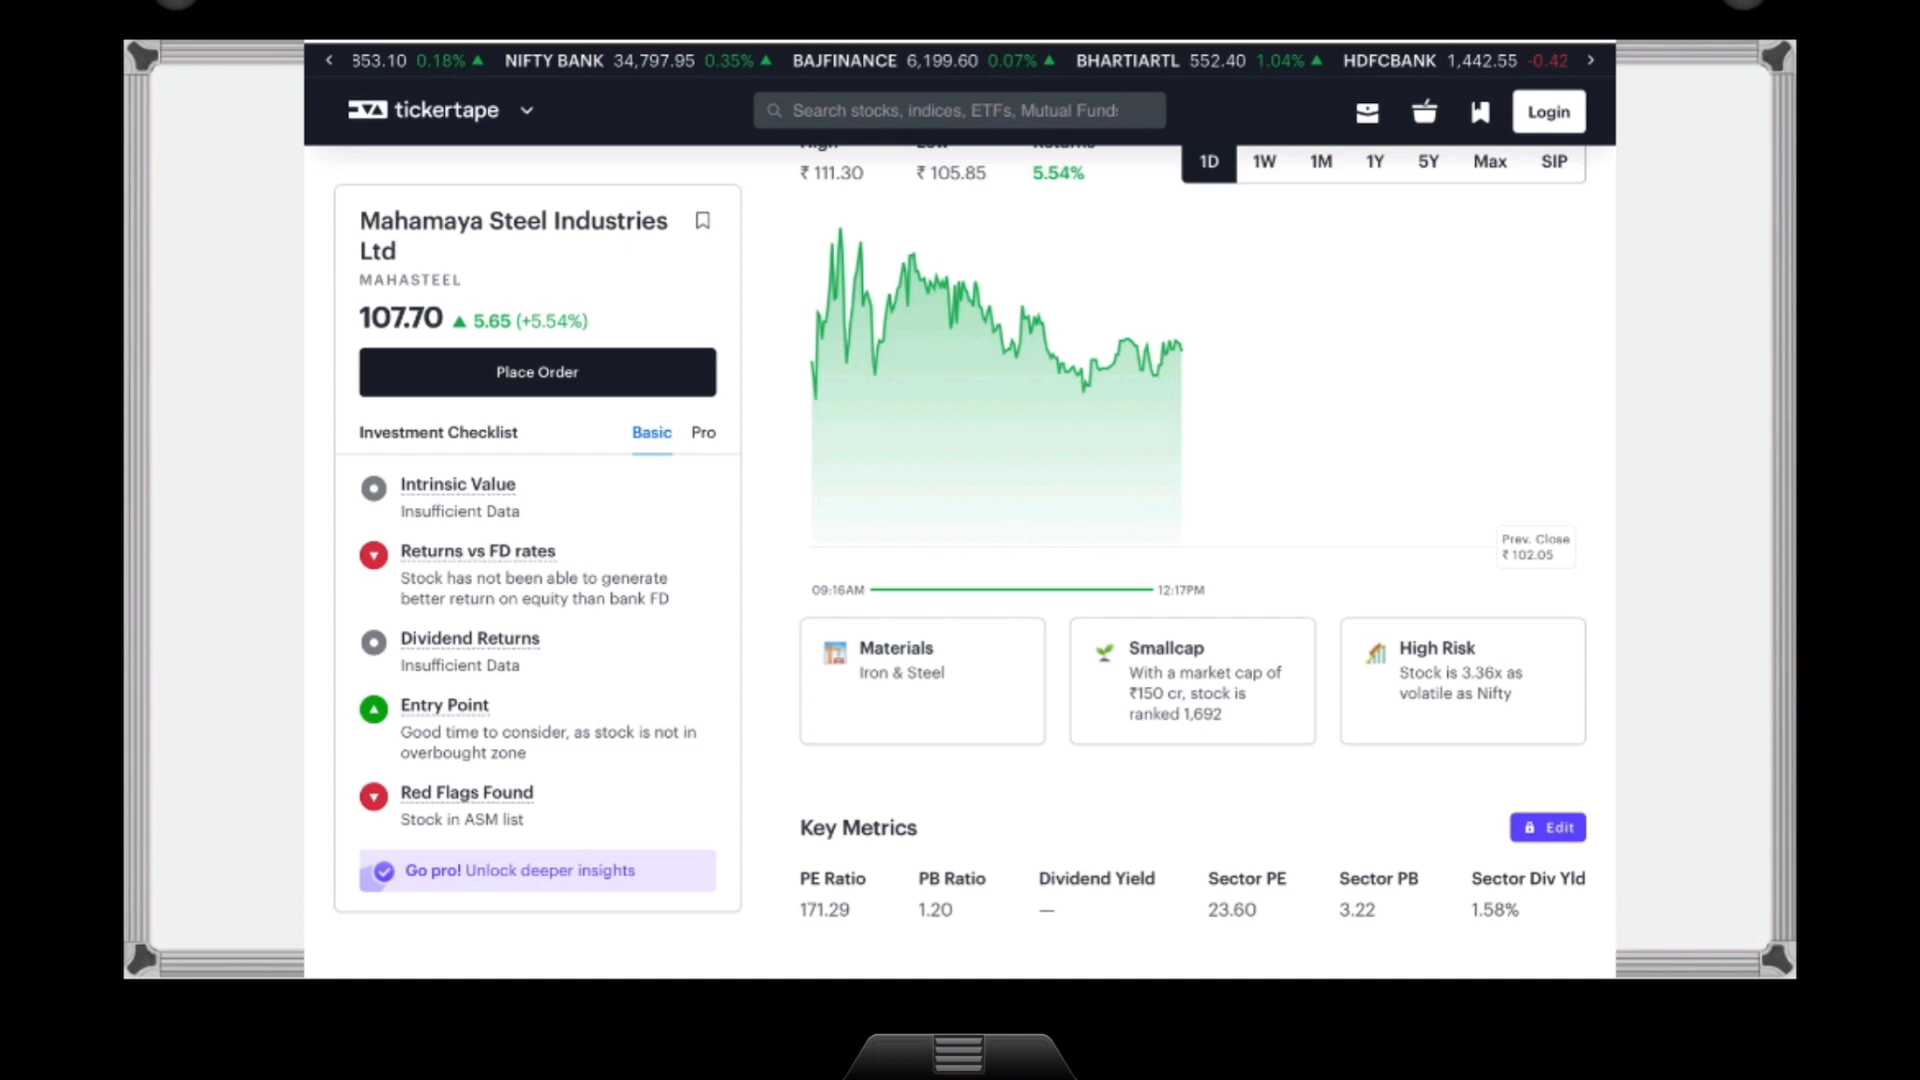 853.10 0.18% NIFTY BANK 34,797.95 0.35% BAJFINANCE 6,199.60 0.07% BHARTIARTL 552.40 1.04% HDFCBANK 1,442.55 -0.42
tickertape
Search stocks, indices, ETFs, Mutual Fund
Login
₹ 111.30 ₹ 105.85 5.54%
1D 1W 1M 1Y 5Y Max SIP
Mahamaya Steel Industries
Ltd
MAHASTEEL
107.70 ▲ 5.65 (+5.54%)
Place Order
Investment Checklist Basic Pro
Intrinsic Value
Insufficient Data
Returns vs FD rates
Stock has not been able to generate
better return on equity than bank FD
Dividend Returns
Insufficient Data
Entry Point
Good time to consider, as stock is not in
overbought zone
Red Flags Found
Stock in ASM list
Go pro! Unlock deeper insights
Prev. Close
₹ 102.05
09:16AM 12:17PM
Materials
Iron & Steel
Smallcap
With a market cap of
₹150 cr, stock is
ranked 1,692
High Risk
Stock is 3.36x as
volatile as Nifty
Key Metrics
Edit
PE Ratio PB Ratio Dividend Yield Sector PE Sector PB Sector Div Yld
171.29 1.20 — 23.60 3.22 1.58%